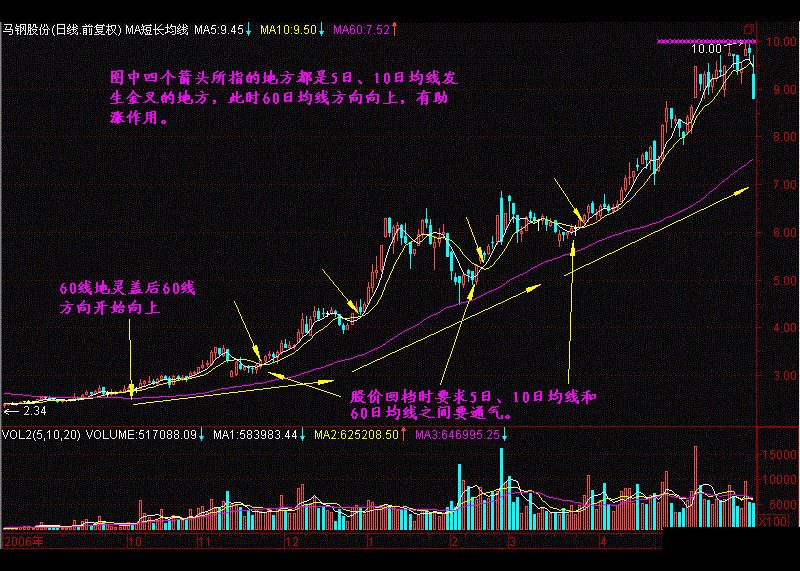 马钢股份(日线.前复权) MA短长均线 MA5:9.45↓ MA10:9.50↓ MA60:7.52↑
10.00
10.00
图中四个箭头所指的地方都是5日、10日均线发
生金叉的地方，此时60日均线方向向上，有助
涨作用。
9.00
8.00
7.00
6.00
5.00
60线地灵盖后60线
方向开始向上
4.00
3.00
股价回档时要求5日、10日均线和
60日均线之间要通气。
←2.34
VOL2(5,10,20) VOLUME:517088.09↓ MA1:583983.44↓ MA2:625208.50↑ MA3:646995.25↓
15000
10000
5000
X100
2006年 10 11 12 1 2 3 4